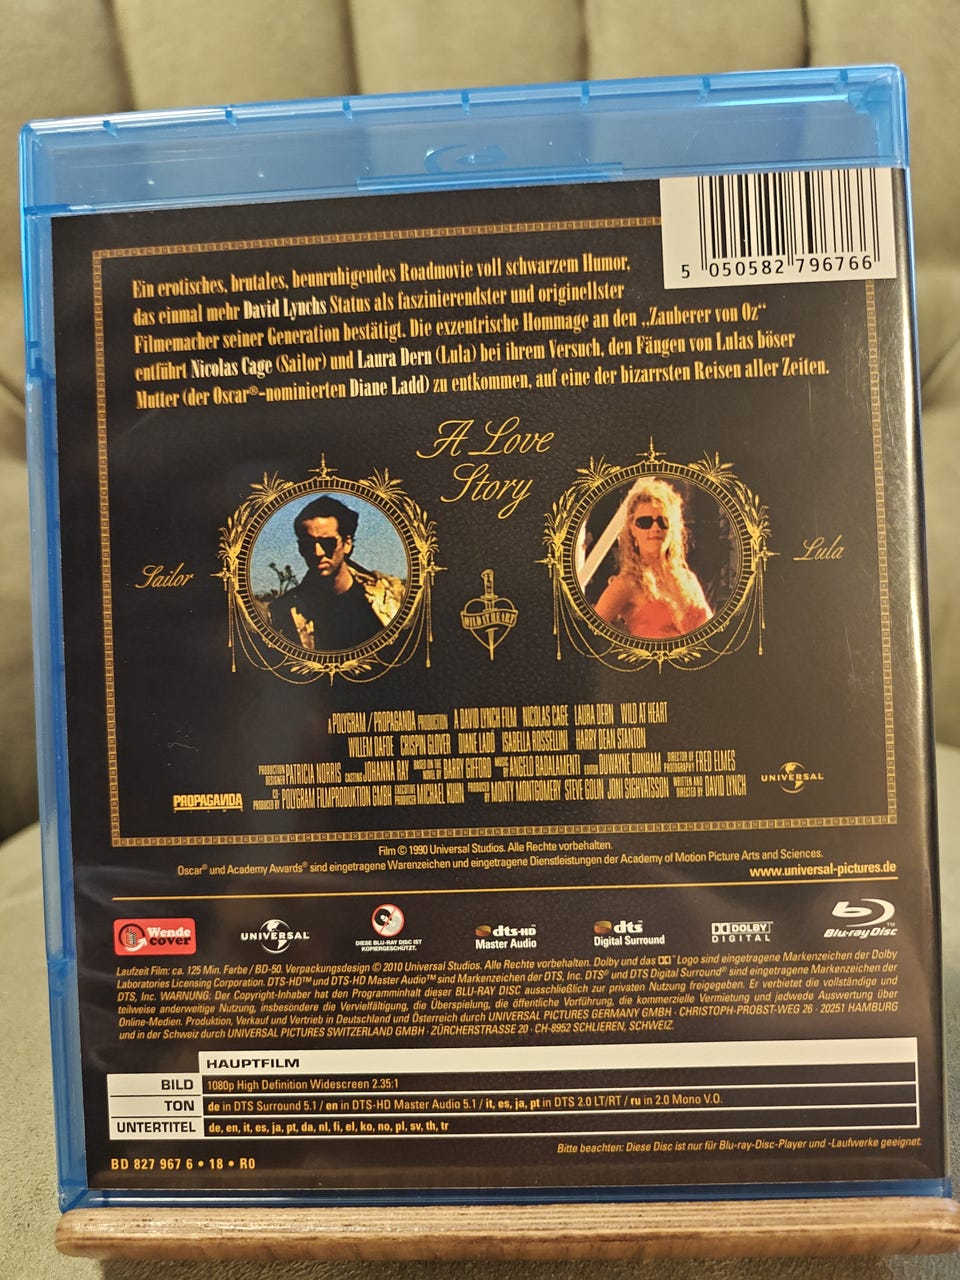 5 050582 796766
Ein erotisches, brutales, beunruhigendes Roadmovie voll schwarzem Humor,
das einmal mehr David Lynchs Status als faszinierendster und originellster
Filmemacher seiner Generation bestätigt. Die exzentrische Hommage an den „Zauberer von Oz“
entführt Nicolas Cage (Sailor) und Laura Dern (Lula) bei ihrem Versuch, den Fängen von Lulas böser
Mutter (der Oscar®-nominierten Diane Ladd) zu entkommen, auf eine der bizarrsten Reisen aller Zeiten.
A Love
Story
Sailor
Lula
WILD AT HEART
A POLYGRAM / PROPAGANDA PRODUCTION A DAVID LYNCH FILM NICOLAS CAGE LAURA DERN WILD AT HEART
WILLEM DAFOE CRISPIN GLOVER DIANE LADD ISABELLA ROSSELLINI HARRY DEAN STANTON
PRODUCTION DESIGNER PATRICIA NORRIS CASTING JOHANNA RAY BASED ON THE NOVEL BY BARRY GIFFORD MUSIC ANGELO BADALAMENTI EDITOR DUWAYNE DUNHAM DIRECTOR OF PHOTOGRAPHY FRED ELMES
CO-PRODUCED BY POLYGRAM FILMPRODUKTION GMBH EXECUTIVE PRODUCER MICHAEL KUHN PRODUCED BY MONTY MONTGOMERY STEVE GOLIN JONI SIGHVATSSON WRITTEN AND DIRECTED BY DAVID LYNCH
PROPAGANDA
UNIVERSAL
Film © 1990 Universal Studios. Alle Rechte vorbehalten.
Oscar® und Academy Awards® sind eingetragene Warenzeichen und eingetragene Dienstleistungen der Academy of Motion Picture Arts and Sciences.
www.universal-pictures.de
Wende cover
UNIVERSAL
DIESE BLU-RAY DISC IST
KOPIERGESCHÜTZT.
dts-HD
Master Audio
dts
Digital Surround
DOLBY
DIGITAL
Blu-ray Disc™
Laufzeit Film: ca. 125 Min. Farbe / BD-50. Verpackungsdesign © 2010 Universal Studios. Alle Rechte vorbehalten. Dolby und das Logo sind eingetragene Markenzeichen der Dolby
Laboratories Licensing Corporation. DTS-HD™ und DTS-HD Master Audio™ sind Markenzeichen der DTS, Inc. DTS® und DTS Digital Surround® sind eingetragene Markenzeichen der
DTS, Inc. WARNUNG: Der Copyright-Inhaber hat den Programminhalt dieser BLU-RAY DISC ausschließlich zur privaten Nutzung freigegeben. Er verbietet die vollständige und
teilweise anderweitige Nutzung, insbesondere die Vervielfältigung, die Überspielung, die öffentliche Vorführung, die kommerzielle Vermietung und jedwede Auswertung über
Online-Medien. Produktion, Verkauf und Vertrieb in Deutschland und Österreich durch UNIVERSAL PICTURES GERMANY GMBH · CHRISTOPH-PROBST-WEG 26 · 20251 HAMBURG
und in der Schweiz durch UNIVERSAL PICTURES SWITZERLAND GMBH · ZÜRCHERSTRASSE 20 · CH-8952 SCHLIEREN, SCHWEIZ.
HAUPTFILM
BILD 1080p High Definition Widescreen 2.35:1
TON de in DTS Surround 5.1 / en in DTS-HD Master Audio 5.1 / it, es, ja, pt in DTS 2.0 LT/RT / ru in 2.0 Mono V.O.
UNTERTITEL de, en, it, es, ja, pt, da, nl, fi, el, ko, no, pl, sv, th, tr
Bitte beachten: Diese Disc ist nur für Blu-ray-Disc-Player und -Laufwerke geeignet.
BD 827 967 6 • 18 • R0